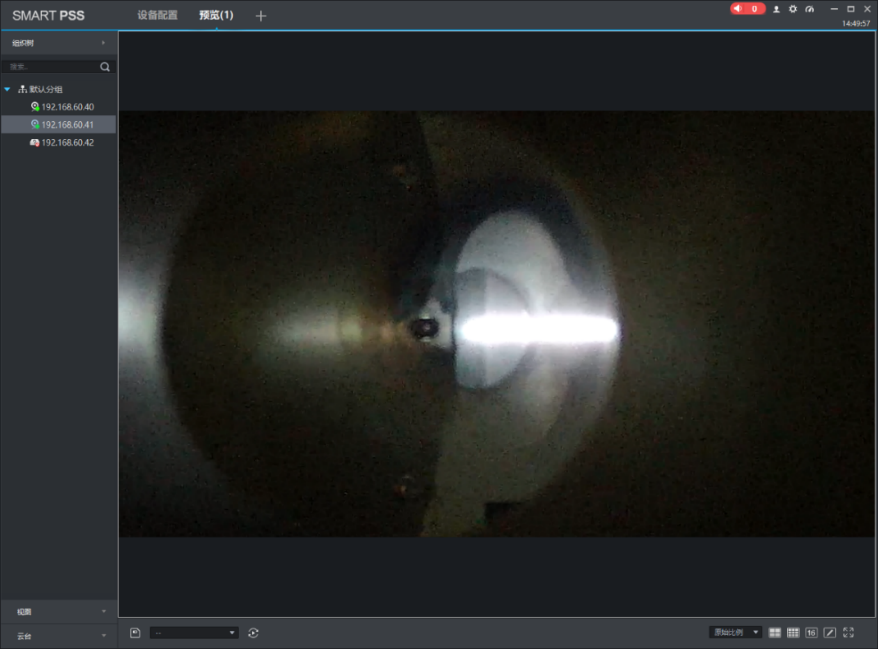 SMART PSS
设备配置
预览(1)
0
14:49:57
组织树
搜索..
默认分组
192.168.60.40
192.168.60.41
192.168.60.42
视图
云台
--
原始比例
16